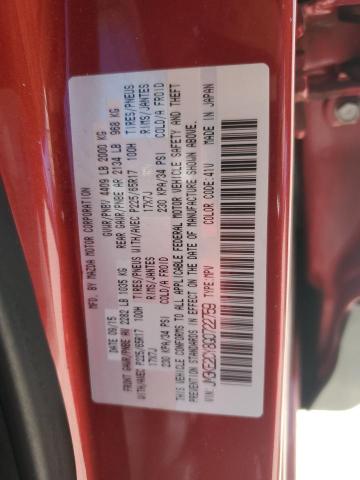 MFD. BY MAZDA MOTOR CORPORATION
DATE 09/15 GVWR/PNBV 4409 LB 2000 KG
FRONT GAWR/PNBE AV 2282 LB 1035 KG REAR GAWR/PNBE AR 2134 LB 968 KG
WITH/AVEC P225/65R17 100H TIRES/PNEUS WITH/AVEC P225/65R17 100H TIRES/PNEUS
17X7J RIMS/JANTES 17X7J RIMS/JANTES
230 KPA/34 PSI COLD/A FROID 230 KPA/34 PSI COLD/A FROID
THIS VEHICLE CONFORMS TO ALL APPLICABLE FEDERAL MOTOR VEHICLE SAFETY AND THEFT
PREVENTION STANDARDS IN EFFECT ON THE DATE OF MANUFACTURE SHOWN ABOVE.
VIN: TYPE:MPV COLOR CODE:41V MADE IN JAPAN